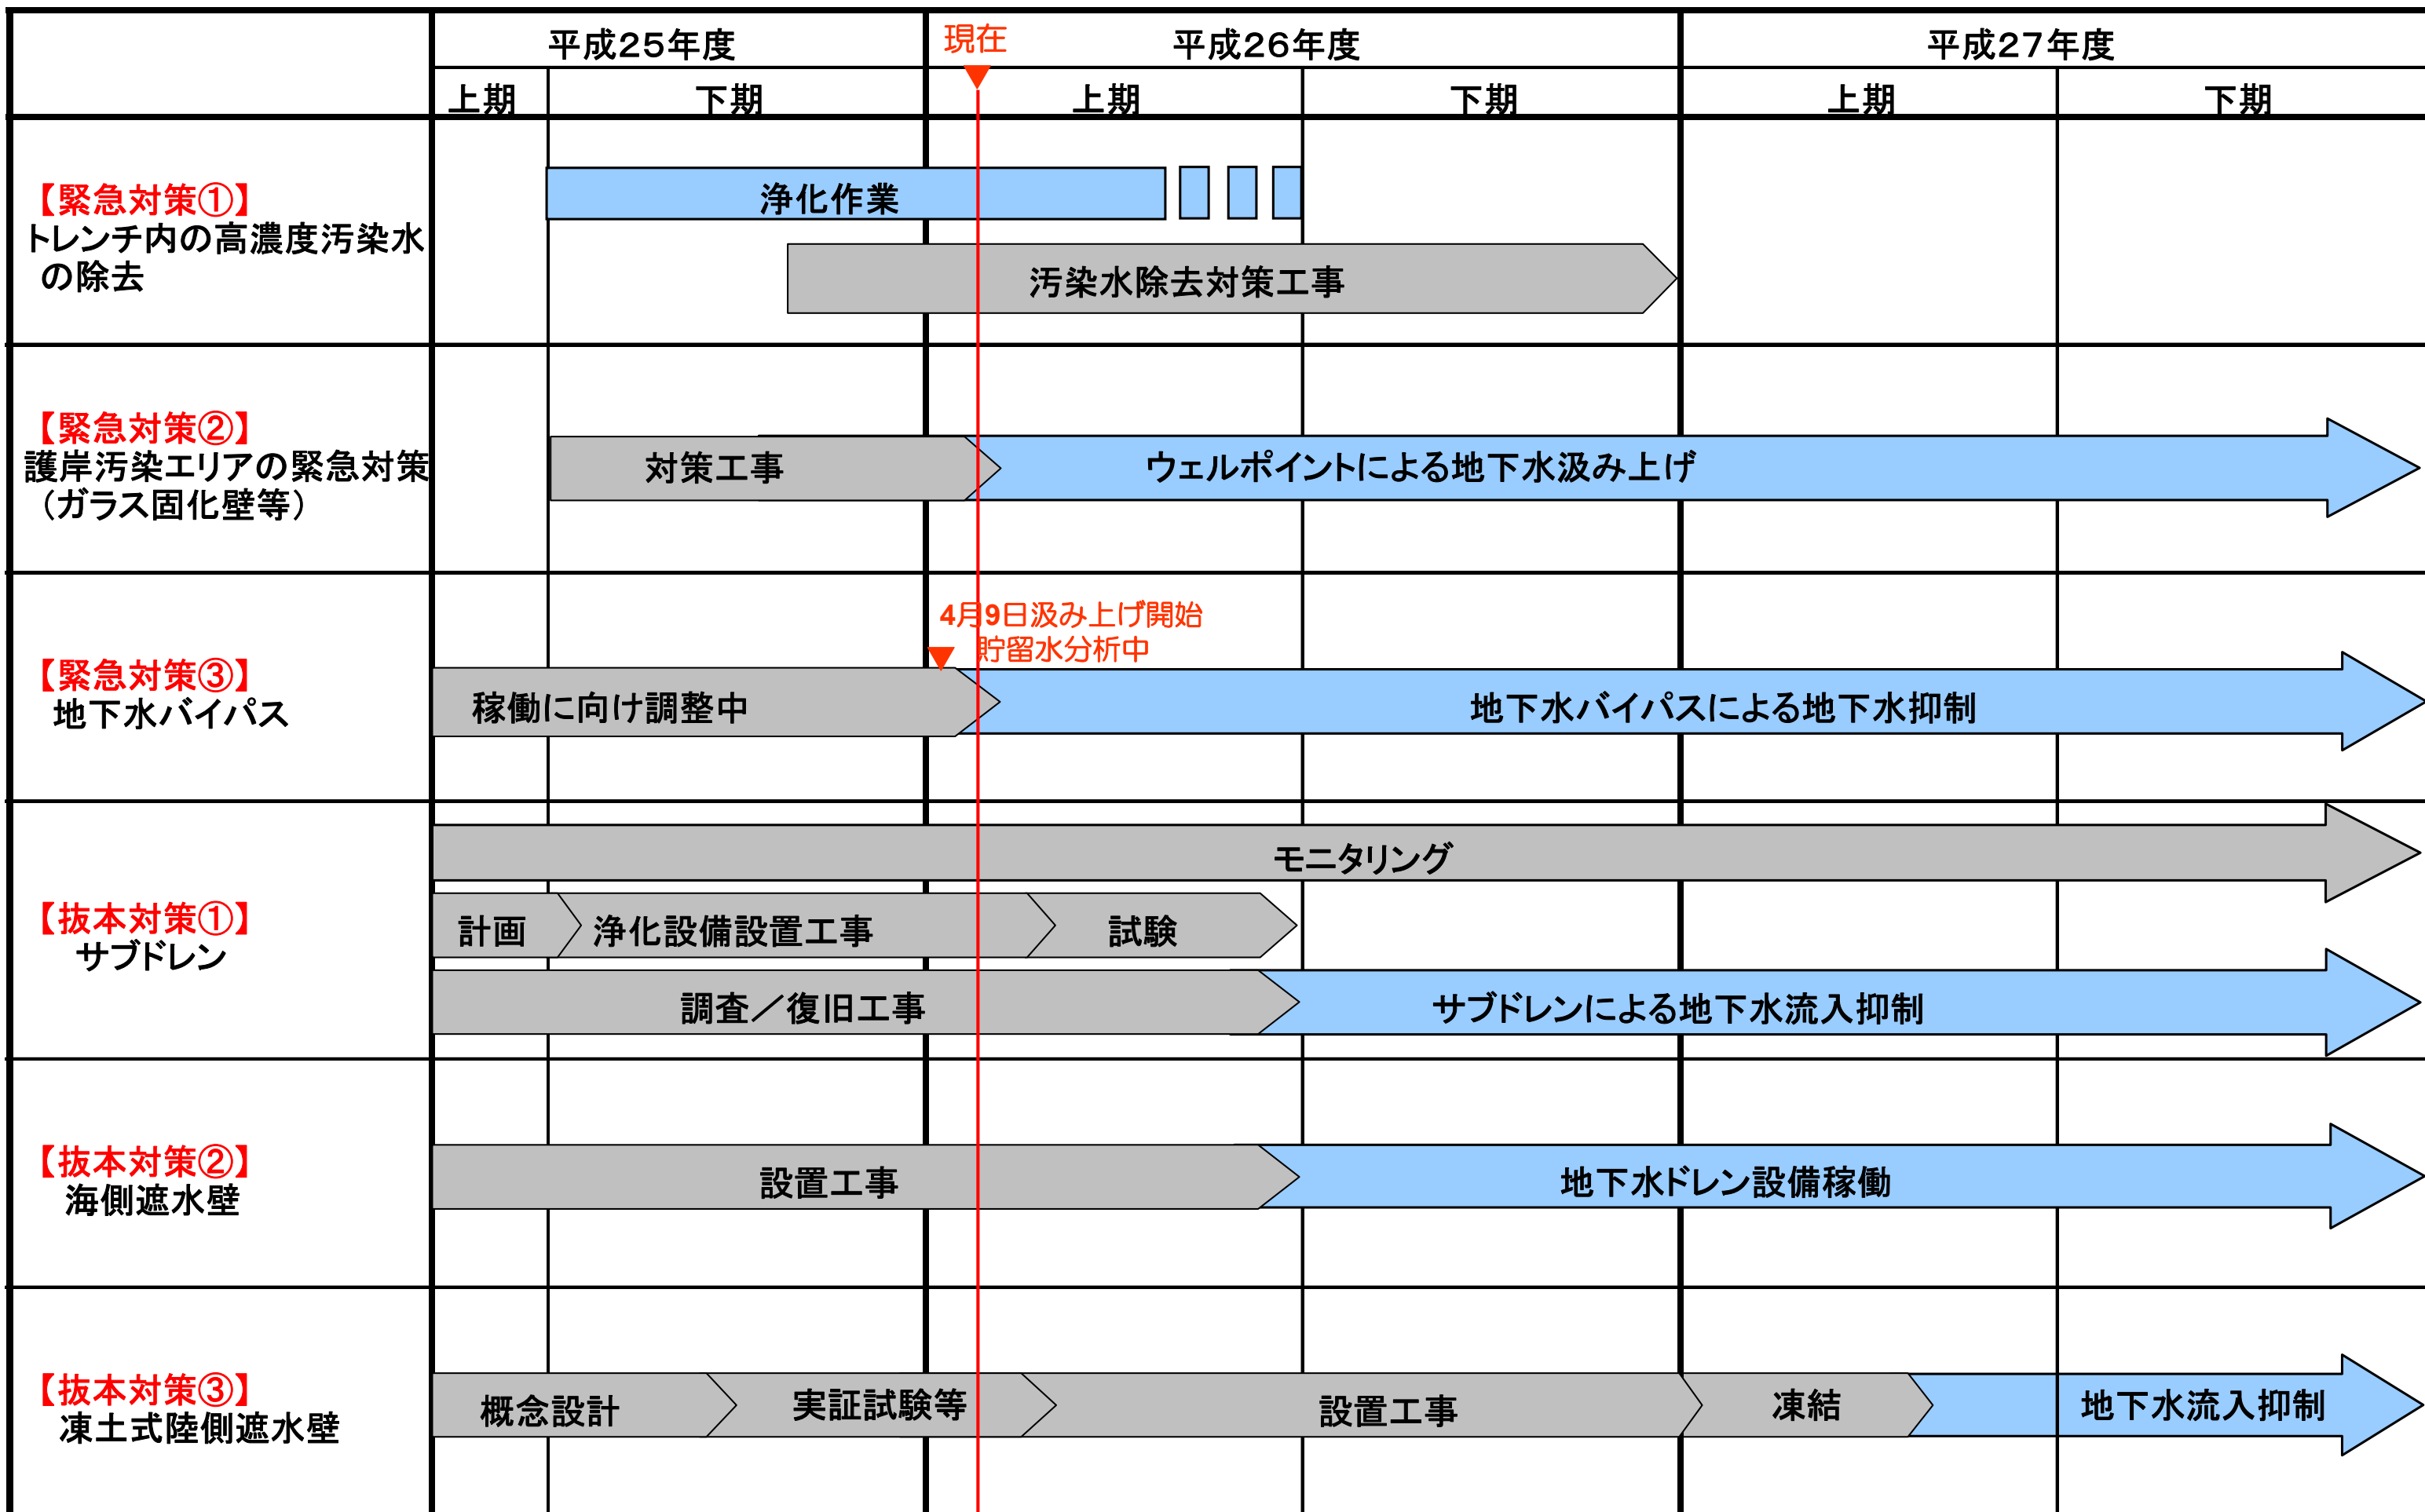 平成25年度
現在
平成26年度
平成27年度
上期
下期
上期
下期
上期
下期
【緊急対策①】
トレンチ内の高濃度汚染水
の除去
浄化作業
汚染水除去対策工事
【緊急対策②】
護岸汚染エリアの緊急対策
（ガラス固化壁等）
対策工事
ウェルポイントによる地下水汲み上げ
【緊急対策③】
地下水バイパス
4月9日汲み上げ開始
貯留水分析中
稼働に向け調整中
地下水バイパスによる地下水抑制
【抜本対策①】
サブドレン
モニタリング
計画
浄化設備設置工事
試験
調査／復旧工事
サブドレンによる地下水流入抑制
【抜本対策②】
海側遮水壁
設置工事
地下水ドレン設備稼働
【抜本対策③】
凍土式陸側遮水壁
概念設計
実証試験等
設置工事
凍結
地下水流入抑制